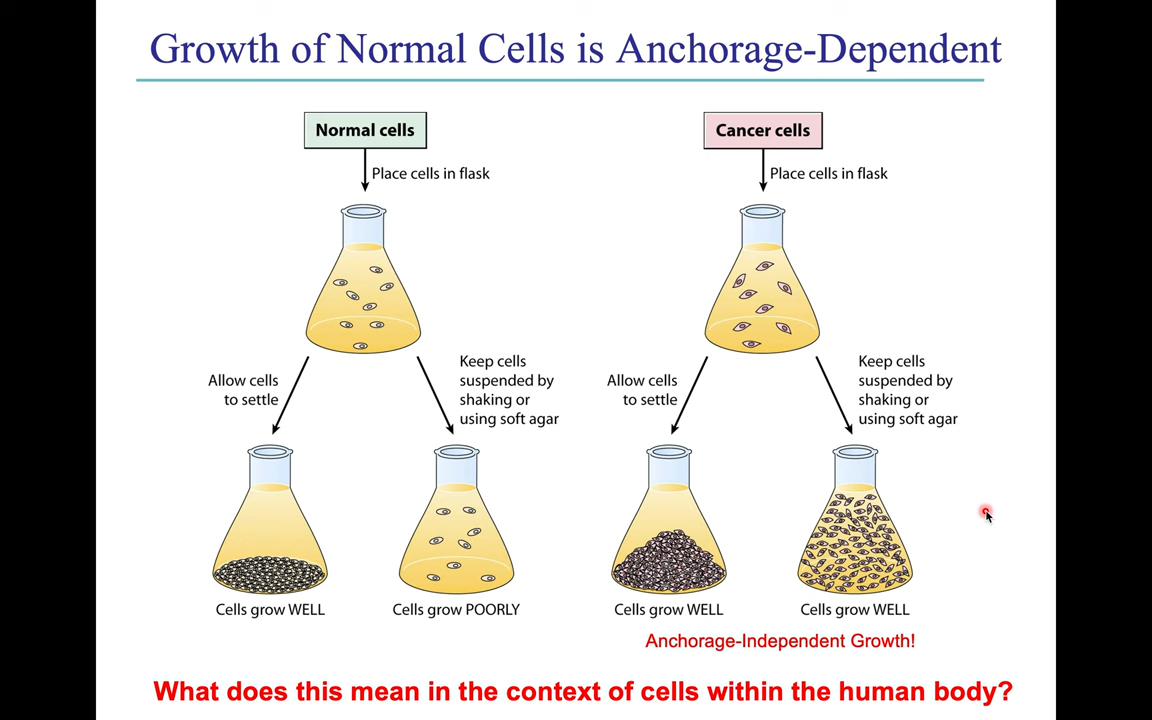 Growth of Normal Cells is Anchorage-Dependent
Normal cells
Place cells in flask
Allow cells
to settle
Keep cells
suspended by
shaking or
using soft agar
Cells grow WELL
Cells grow POORLY
Cancer cells
Place cells in flask
Allow cells
to settle
Keep cells
suspended by
shaking or
using soft agar
Cells grow WELL
Cells grow WELL
Anchorage-Independent Growth!
What does this mean in the context of cells within the human body?